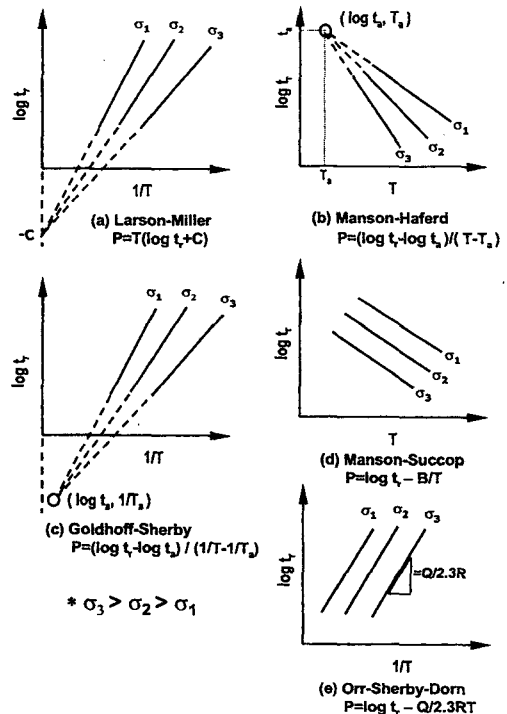 σ₁ σ₂ σ₃
log tᵣ
1/T
-C
(a) Larson-Miller
P=T(log tᵣ+C)
(log tₐ, Tₐ)
tₐ
log tᵣ
σ₁
σ₂
σ₃
Tₐ
T
(b) Manson-Haferd
P=(log tᵣ-log tₐ)/( T-Tₐ)
σ₁ σ₂ σ₃
log tᵣ
1/T
(log tₐ, 1/Tₐ)
(c) Goldhoff-Sherby
P=(log tᵣ-log tₐ) / (1/T-1/Tₐ)
* σ₃ > σ₂ > σ₁
log tᵣ
σ₁
σ₂
σ₃
T
(d) Manson-Succop
P=log tᵣ – B/T
σ₁ σ₂ σ₃
log tᵣ
=Q/2.3R
1/T
(e) Orr-Sherby-Dorn
P=log tᵣ – Q/2.3RT